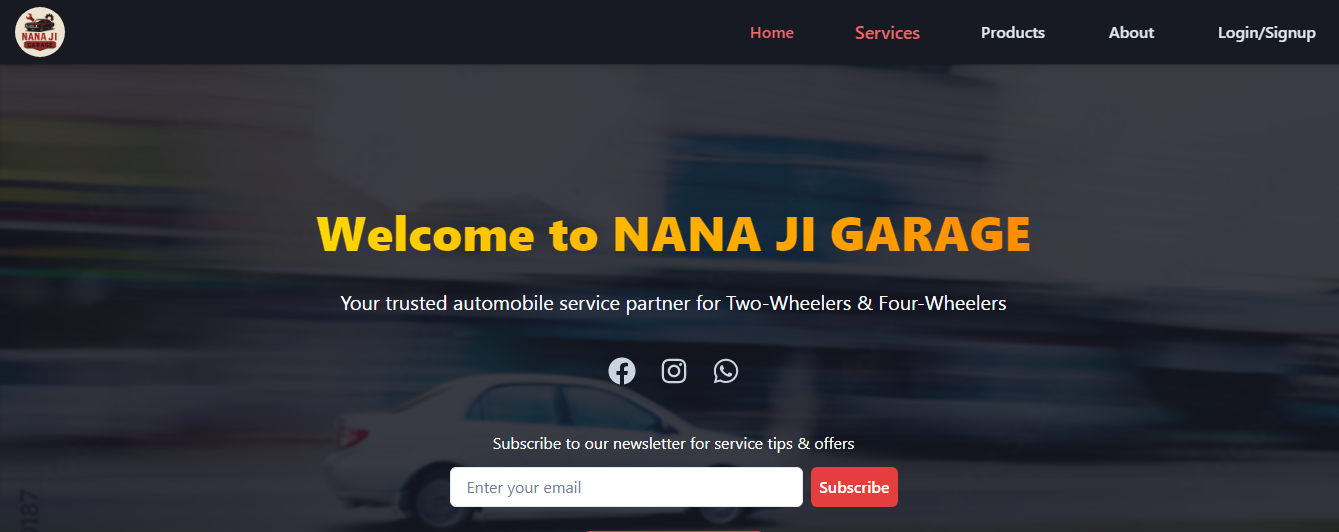 NANA JI
GARAGE
Home Services Products About Login/Signup
Welcome to NANA JI GARAGE
Your trusted automobile service partner for Two-Wheelers & Four-Wheelers
Subscribe to our newsletter for service tips & offers
Enter your email Subscribe